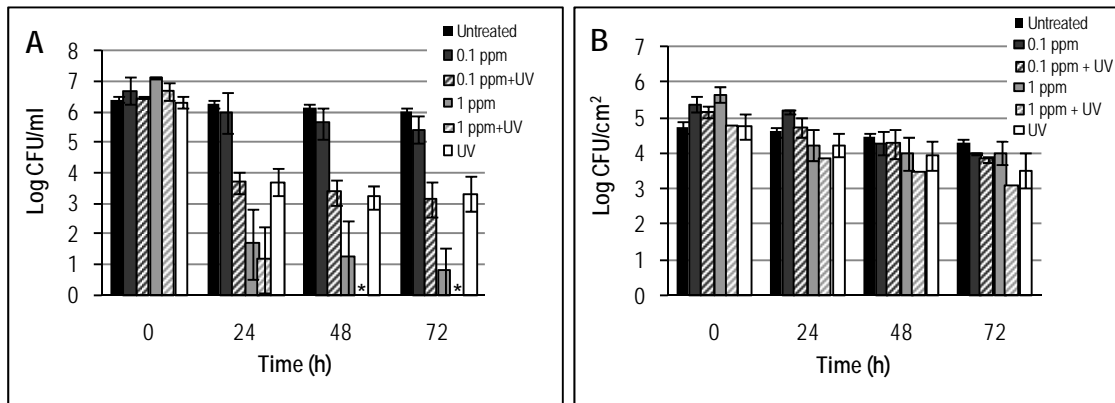 A
Log CFU/ml
8
7
6
5
4
3
2
1
0
*
*
0 24 48 72
Time (h)
Untreated
0.1 ppm
0.1 ppm+UV
1 ppm
1 ppm+UV
UV
B
Log CFU/cm²
7
6
5
4
3
2
1
0
0 24 48 72
Time (h)
Untreated
0.1 ppm
0.1 ppm + UV
1 ppm
1 ppm + UV
UV